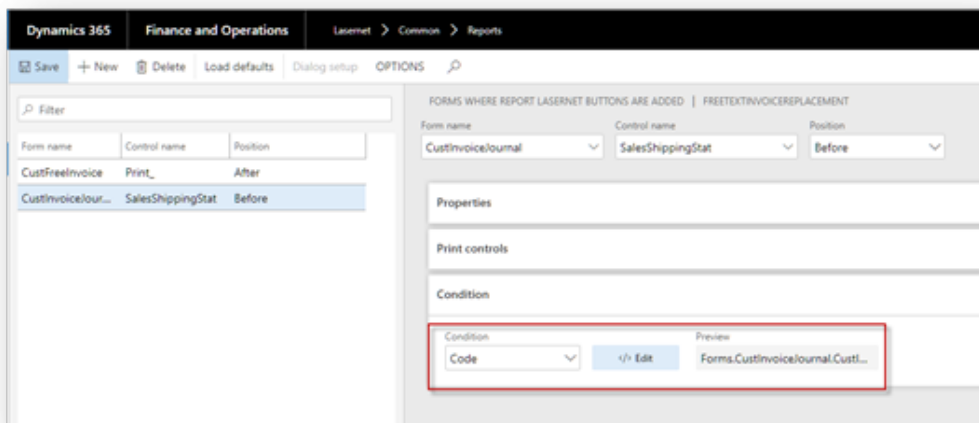 Dynamics 365 Finance and Operations Lasernet > Common > Reports
Save + New Delete Load defaults Dialog setup OPTIONS
Filter
Form name Control name Position
CustFreeInvoice Print_ After
CustInvoiceJour... SalesShippingStat Before
FORMS WHERE REPORT LASERNET BUTTONS ARE ADDED | FREETEXTINVOICEREPLACEMENT
Form name Control name Position
CustInvoiceJournal SalesShippingStat Before
Properties
Print controls
Condition
Condition Preview
Code </> Edit Forms.CustInvoiceJournal.CustI...